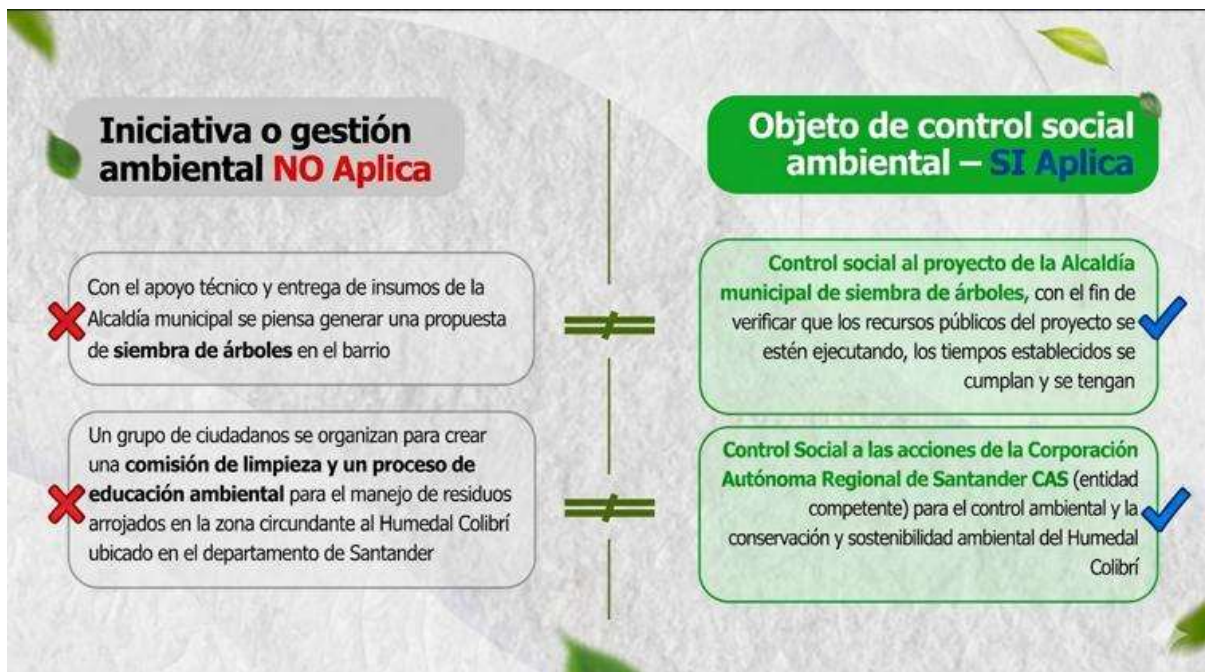 Iniciativa o gestión
ambiental NO Aplica
Con el apoyo técnico y entrega de insumos de la
Alcaldía municipal se piensa generar una propuesta
de siembra de árboles en el barrio
Un grupo de ciudadanos se organizan para crear
una comisión de limpieza y un proceso de
educación ambiental para el manejo de residuos
arrojados en la zona circundante al Humedal Colibrí
ubicado en el departamento de Santander
Objeto de control social
ambiental – SI Aplica
Control social al proyecto de la Alcaldía
municipal de siembra de árboles, con el fin de
verificar que los recursos públicos del proyecto se
estén ejecutando, los tiempos establecidos se
cumplan y se tengan
Control Social a las acciones de la Corporación
Autónoma Regional de Santander CAS (entidad
competente) para el control ambiental y la
conservación y sostenibilidad ambiental del Humedal
Colibrí